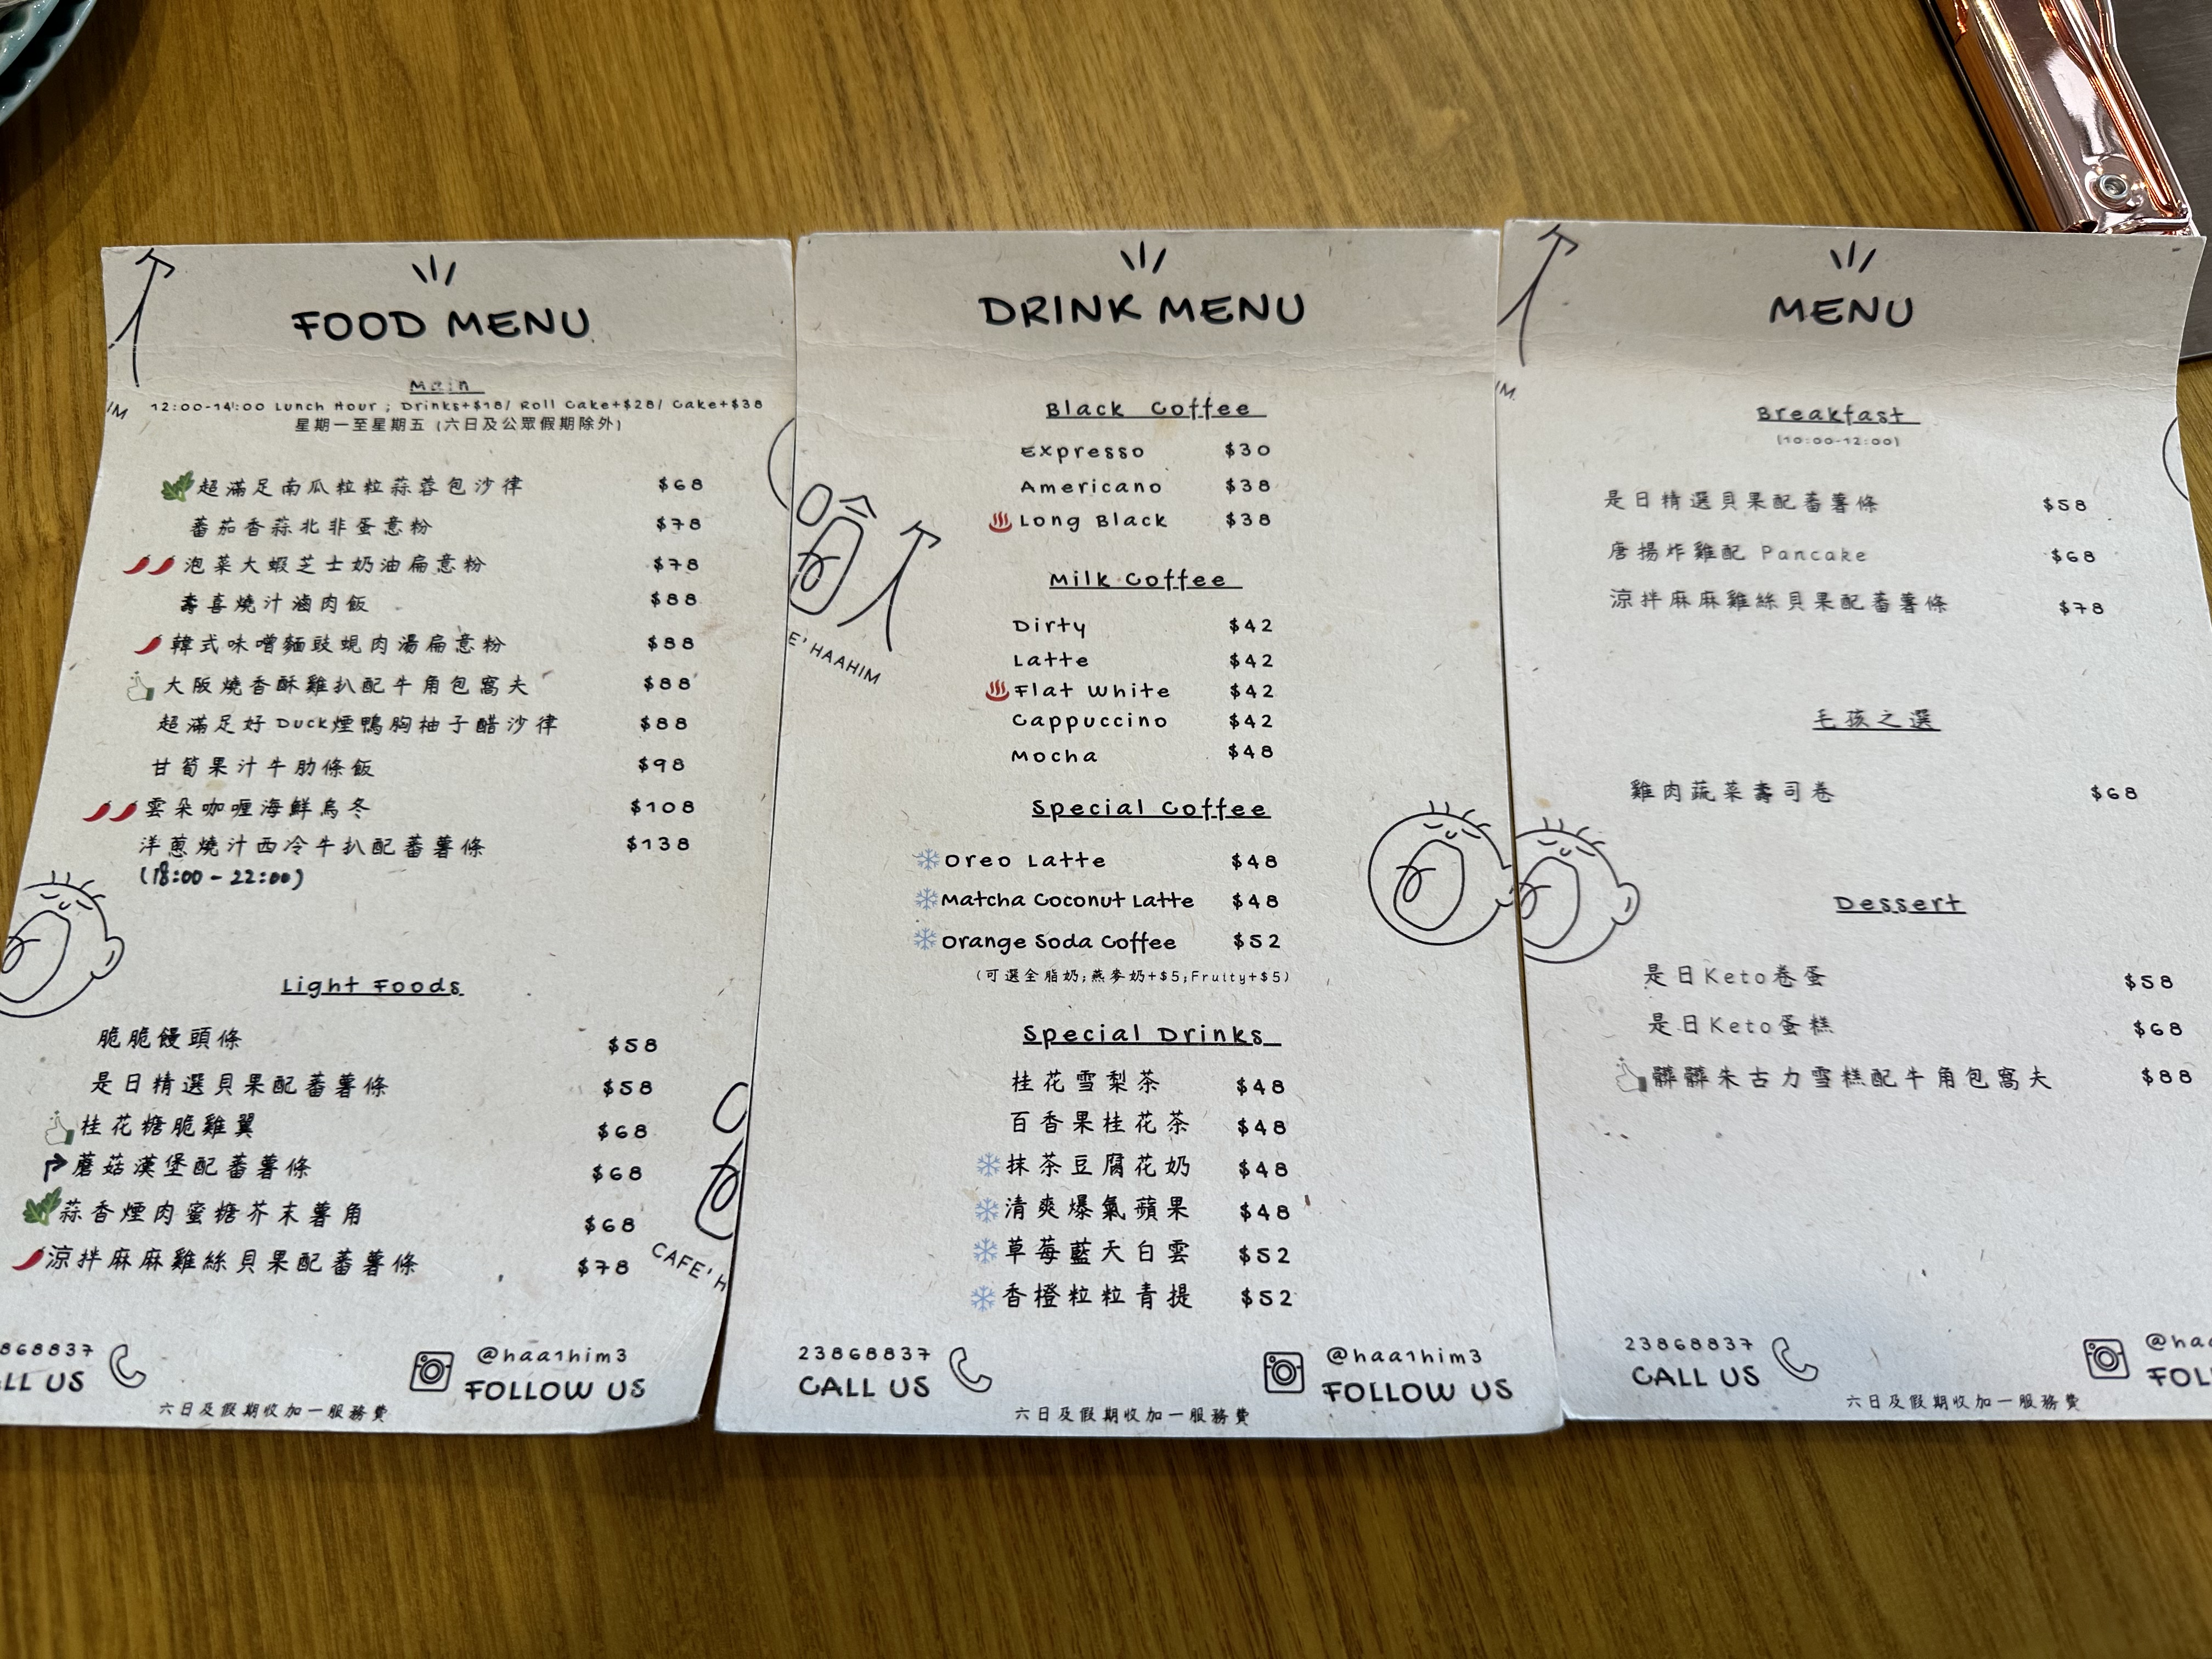 FOOD MENU
Main
12:00-14:00 Lunch Hour ; Drinks+$18/ Roll Cake+$28/ Cake+$38
星期一至星期五 (六日及公眾假期除外)
超滿足南瓜粒粒蒜蓉包沙律 $68
蕃茄香蒜北非蛋意粉 $78
泡菜大蝦芝士奶油扁意粉 $78
壽喜燒汁滷肉飯 $88
韓式味噌麵豉蜆肉湯扁意粉 $88
大阪燒香酥雞扒配牛角包窩夫 $88
超滿足好Duck煙鴨胸柚子醋沙律 $88
甘筍果汁牛肋條飯 $98
雲朵咖喱海鮮烏冬 $108
洋蔥燒汁西冷牛扒配蕃薯條 $138
(18:00-22:00)
Light Foods
脆脆饅頭條 $58
是日精選貝果配蕃薯條 $58
桂花糖脆雞翼 $68
蘑菇漢堡配蕃薯條 $68
蒜香煙肉蜜糖芥末薯角 $68
涼拌麻麻雞絲貝果配蕃薯條 $78
CAFE'H
868837
LL US
@haa1him3
FOLLOW US
六日及假期收加一服務費
DRINK MENU
Black Coffee
Expresso $30
Americano $38
Long Black $38
Milk Coffee
Dirty $42
Latte $42
Flat White $42
Cappuccino $42
Mocha $48
E'HAAHIM
Special Coffee
Oreo Latte $48
Matcha Coconut Latte $48
Orange Soda Coffee $52
(可選全脂奶;燕麥奶+$5;Fruity+$5)
Special Drinks
桂花雪梨茶 $48
百香果桂花茶 $48
抹茶豆腐花奶 $48
清爽爆氣蘋果 $48
草莓藍天白雲 $52
香橙粒粒青提 $52
23868837
CALL US
@haa1him3
FOLLOW US
六日及假期收加一服務費
MENU
Breakfast
(10:00-12:00)
是日精選貝果配蕃薯條 $58
唐揚炸雞配 Pancake $68
涼拌麻麻雞絲貝果配蕃薯條 $78
毛孩之選
雞肉蔬菜壽司卷 $68
Dessert
是日Keto卷蛋 $58
是日Keto蛋糕 $68
髒髒朱古力雪糕配牛角包窩夫 $88
23868837
CALL US
@haa
FOL
六日及假期收加一服務費